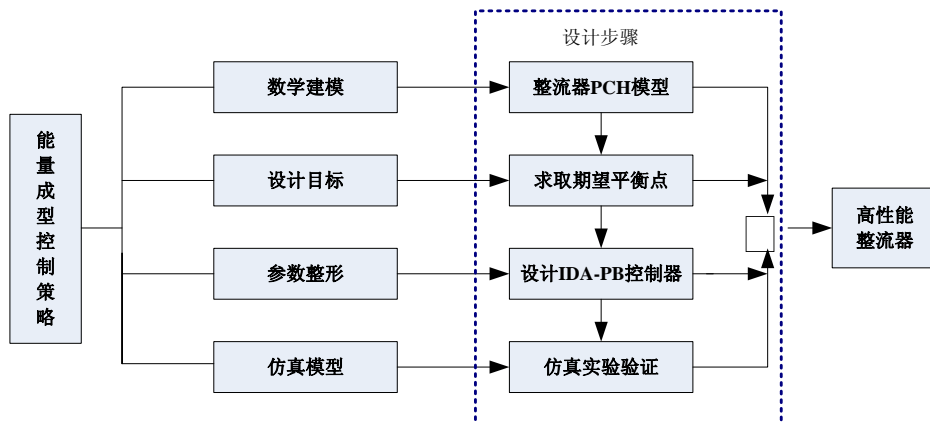 设计步骤
能量成型控制策略
数学建模
整流器PCH模型
设计目标
求取期望平衡点
参数整形
设计IDA-PB控制器
仿真模型
仿真实验验证
高性能
整流器